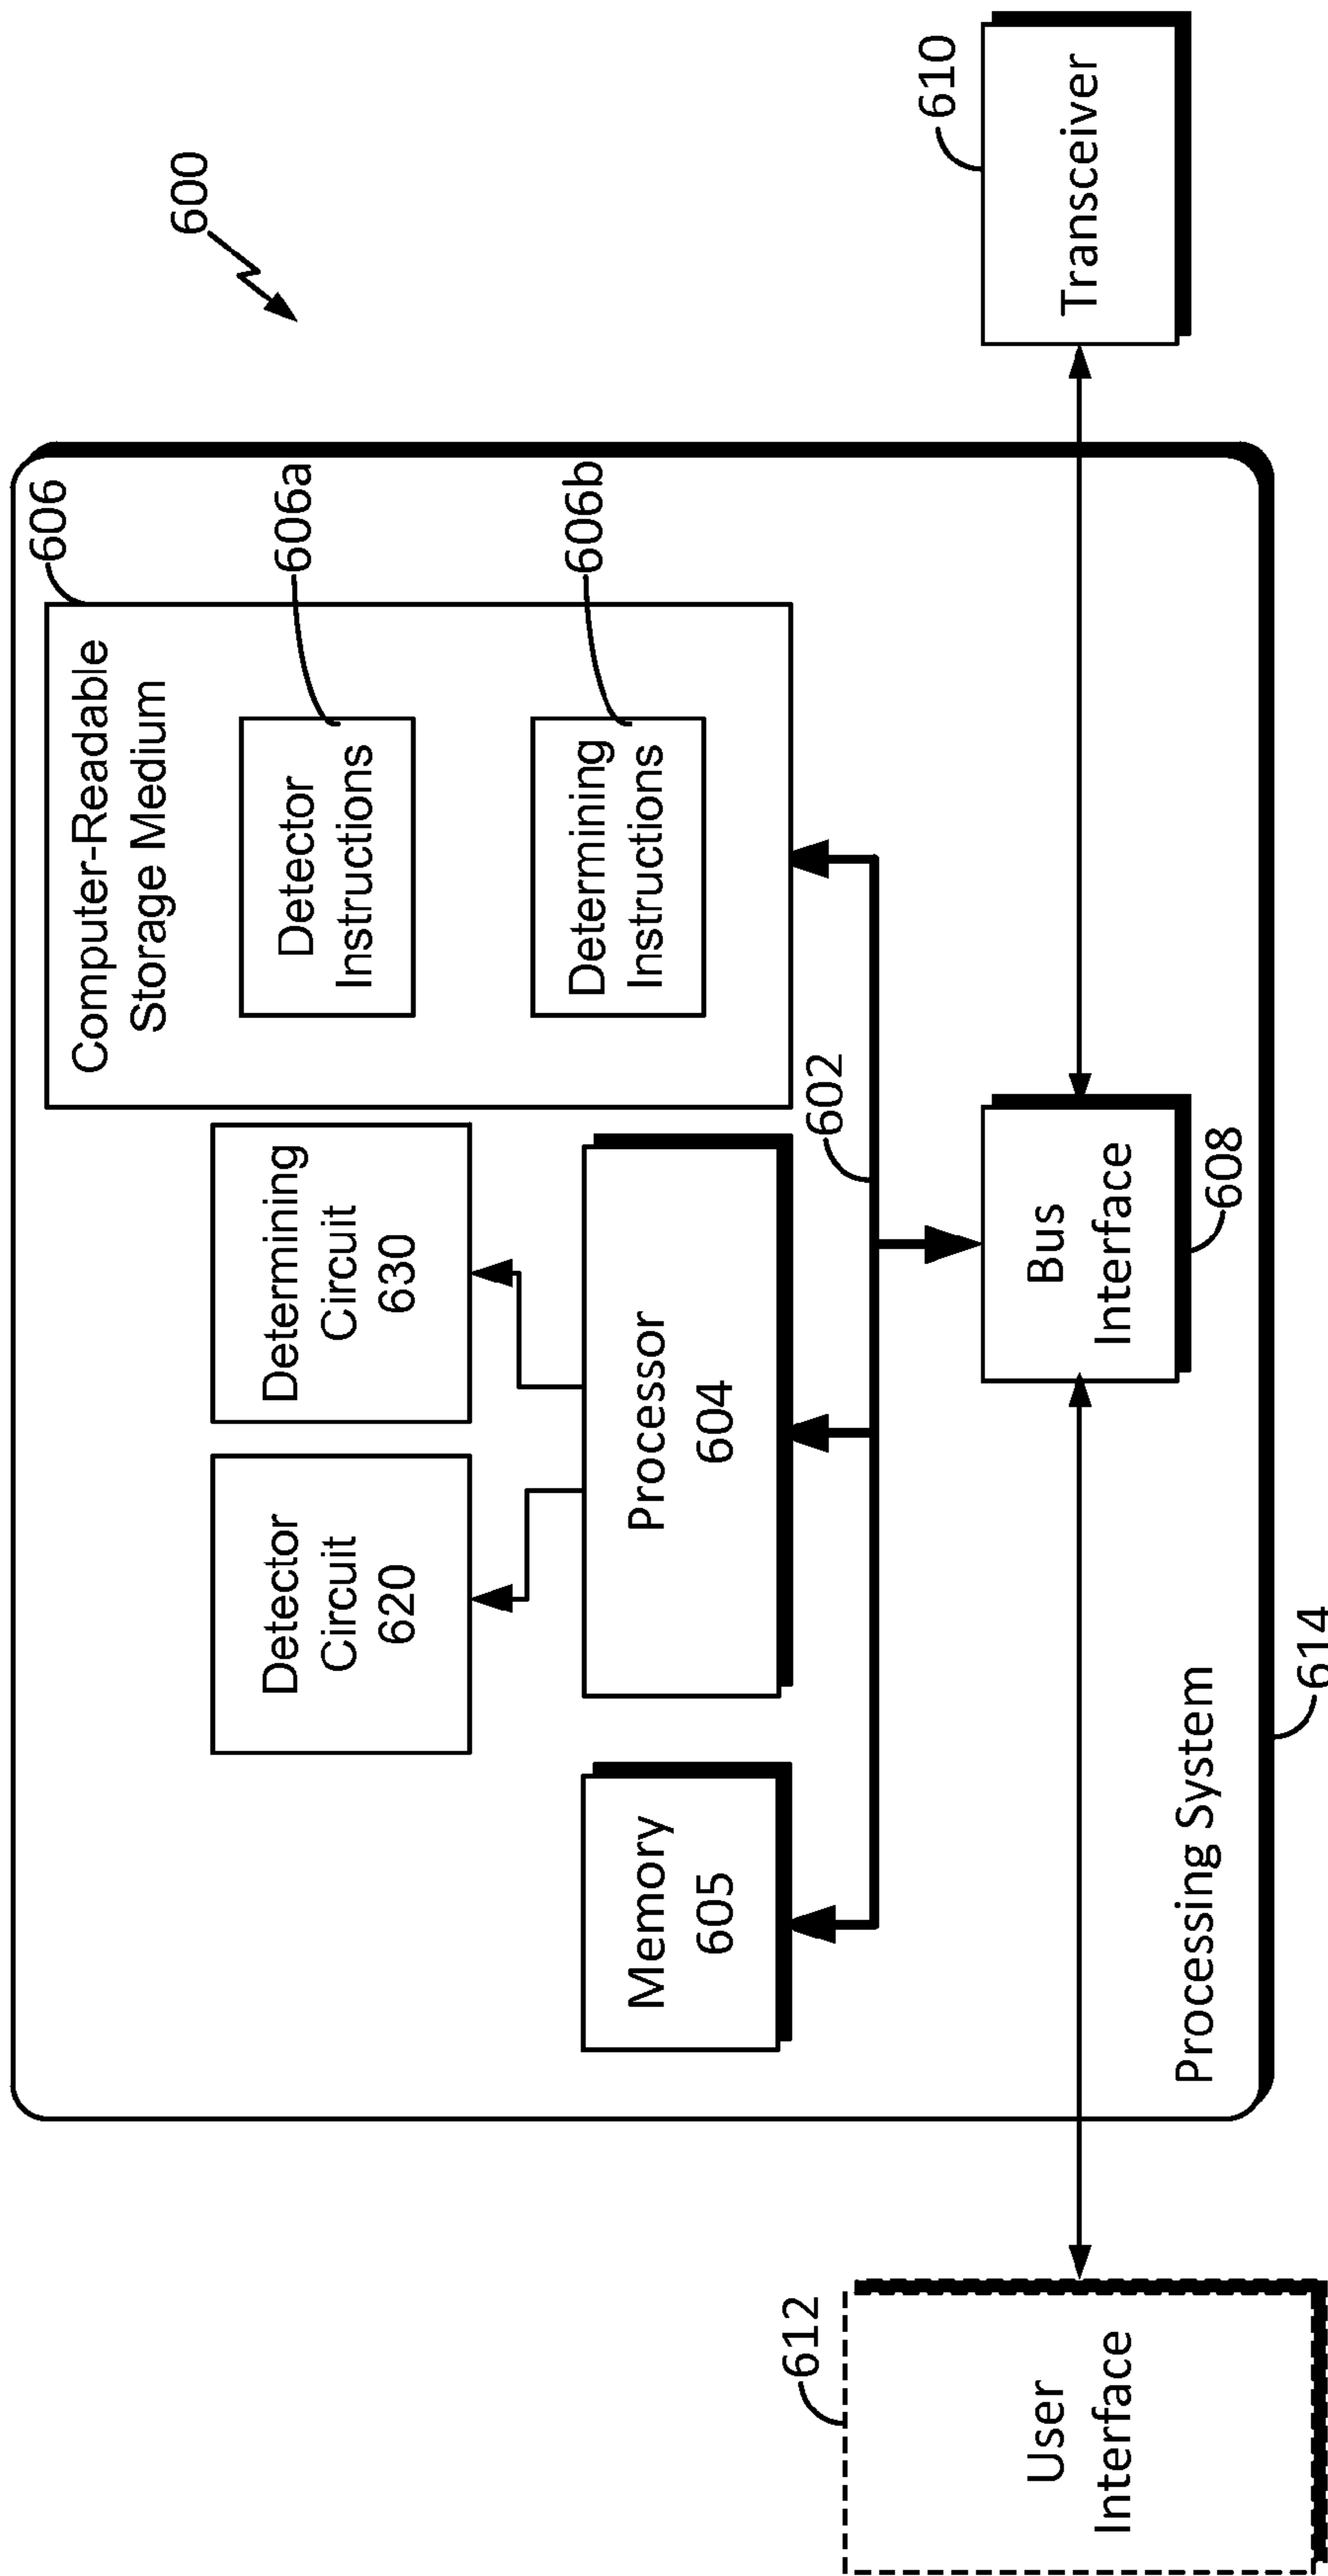 600
606
Computer-Readable
Storage Medium
606a
Detector
Instructions
606b
Determining
Instructions
Detector
Circuit
620
Determining
Circuit
630
Memory
605
Processor
604
602
612
User
Interface
Bus
Interface
608
610
Transceiver
Processing System
614